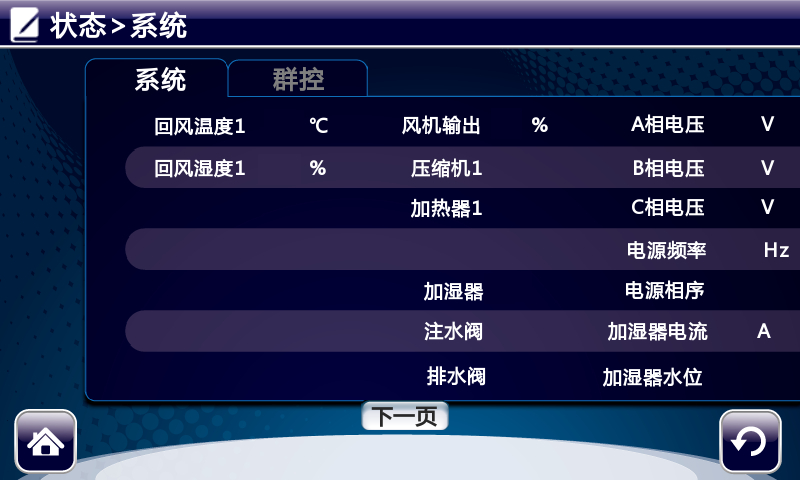 状态>系统
系统 群控
回风温度1 ℃ 风机输出 % A相电压 V
回风湿度1 % 压缩机1 B相电压 V
加热器1 C相电压 V
电源频率 Hz
加湿器 电源相序
注水阀 加湿器电流 A
排水阀 加湿器水位
下一页